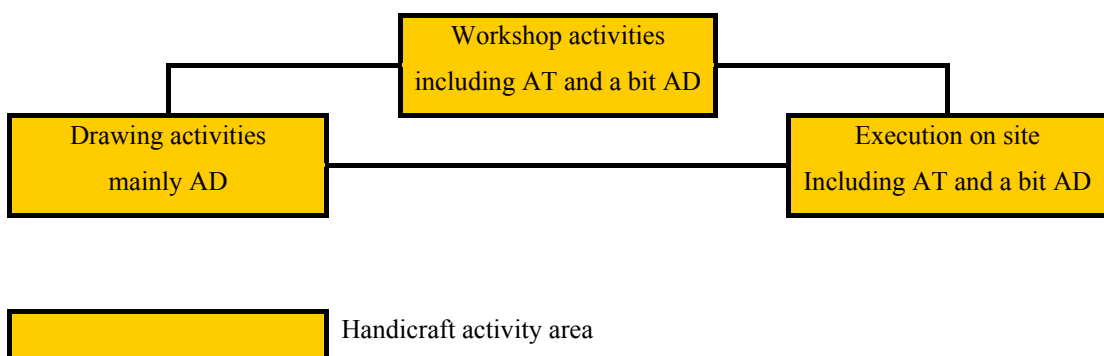 Workshop activities
including AT and a bit AD
Drawing activities
mainly AD
Execution on site
Including AT and a bit AD
Handicraft activity area